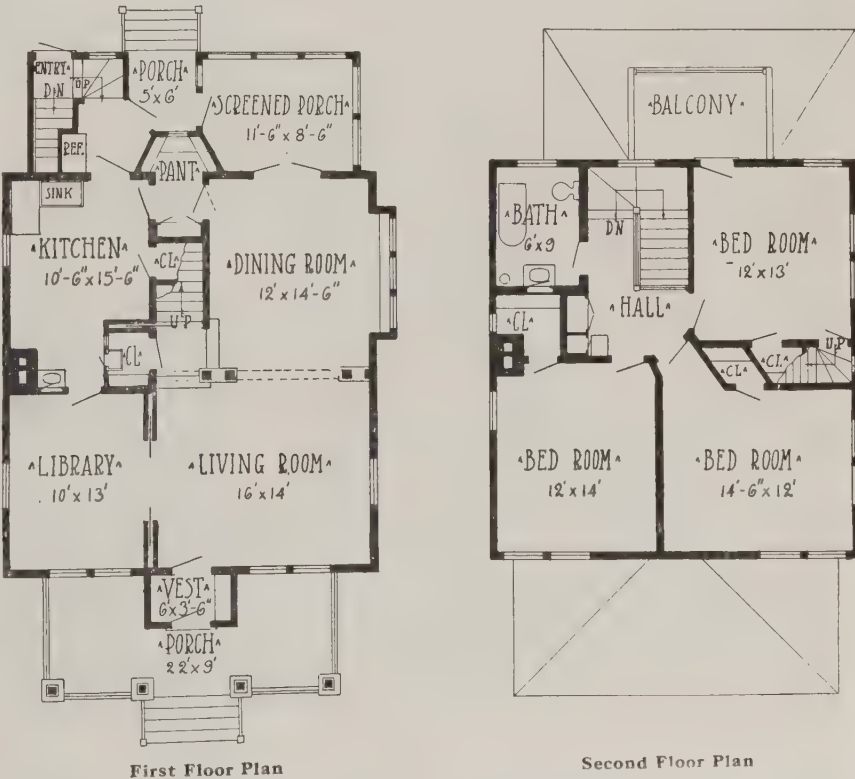 ENTRY
DN
UP
PORCH
5'x6'
SCREENED PORCH
11'-6"x8'-6"
REF.
PANT
SINK
KITCHEN
10'-6"x15'-6"
CL
DINING ROOM
12'x14'-6"
UP
CL
LIBRARY
10'x13'
LIVING ROOM
16'x14'
VEST
6'x3'-6"
PORCH
22'x9'
First Floor Plan
BALCONY
BATH
6'x9
DN
BED ROOM
12'x13'
HALL
CL
UP
CL
CL
BED ROOM
12'x14'
BED ROOM
14'-6"x12'
Second Floor Plan